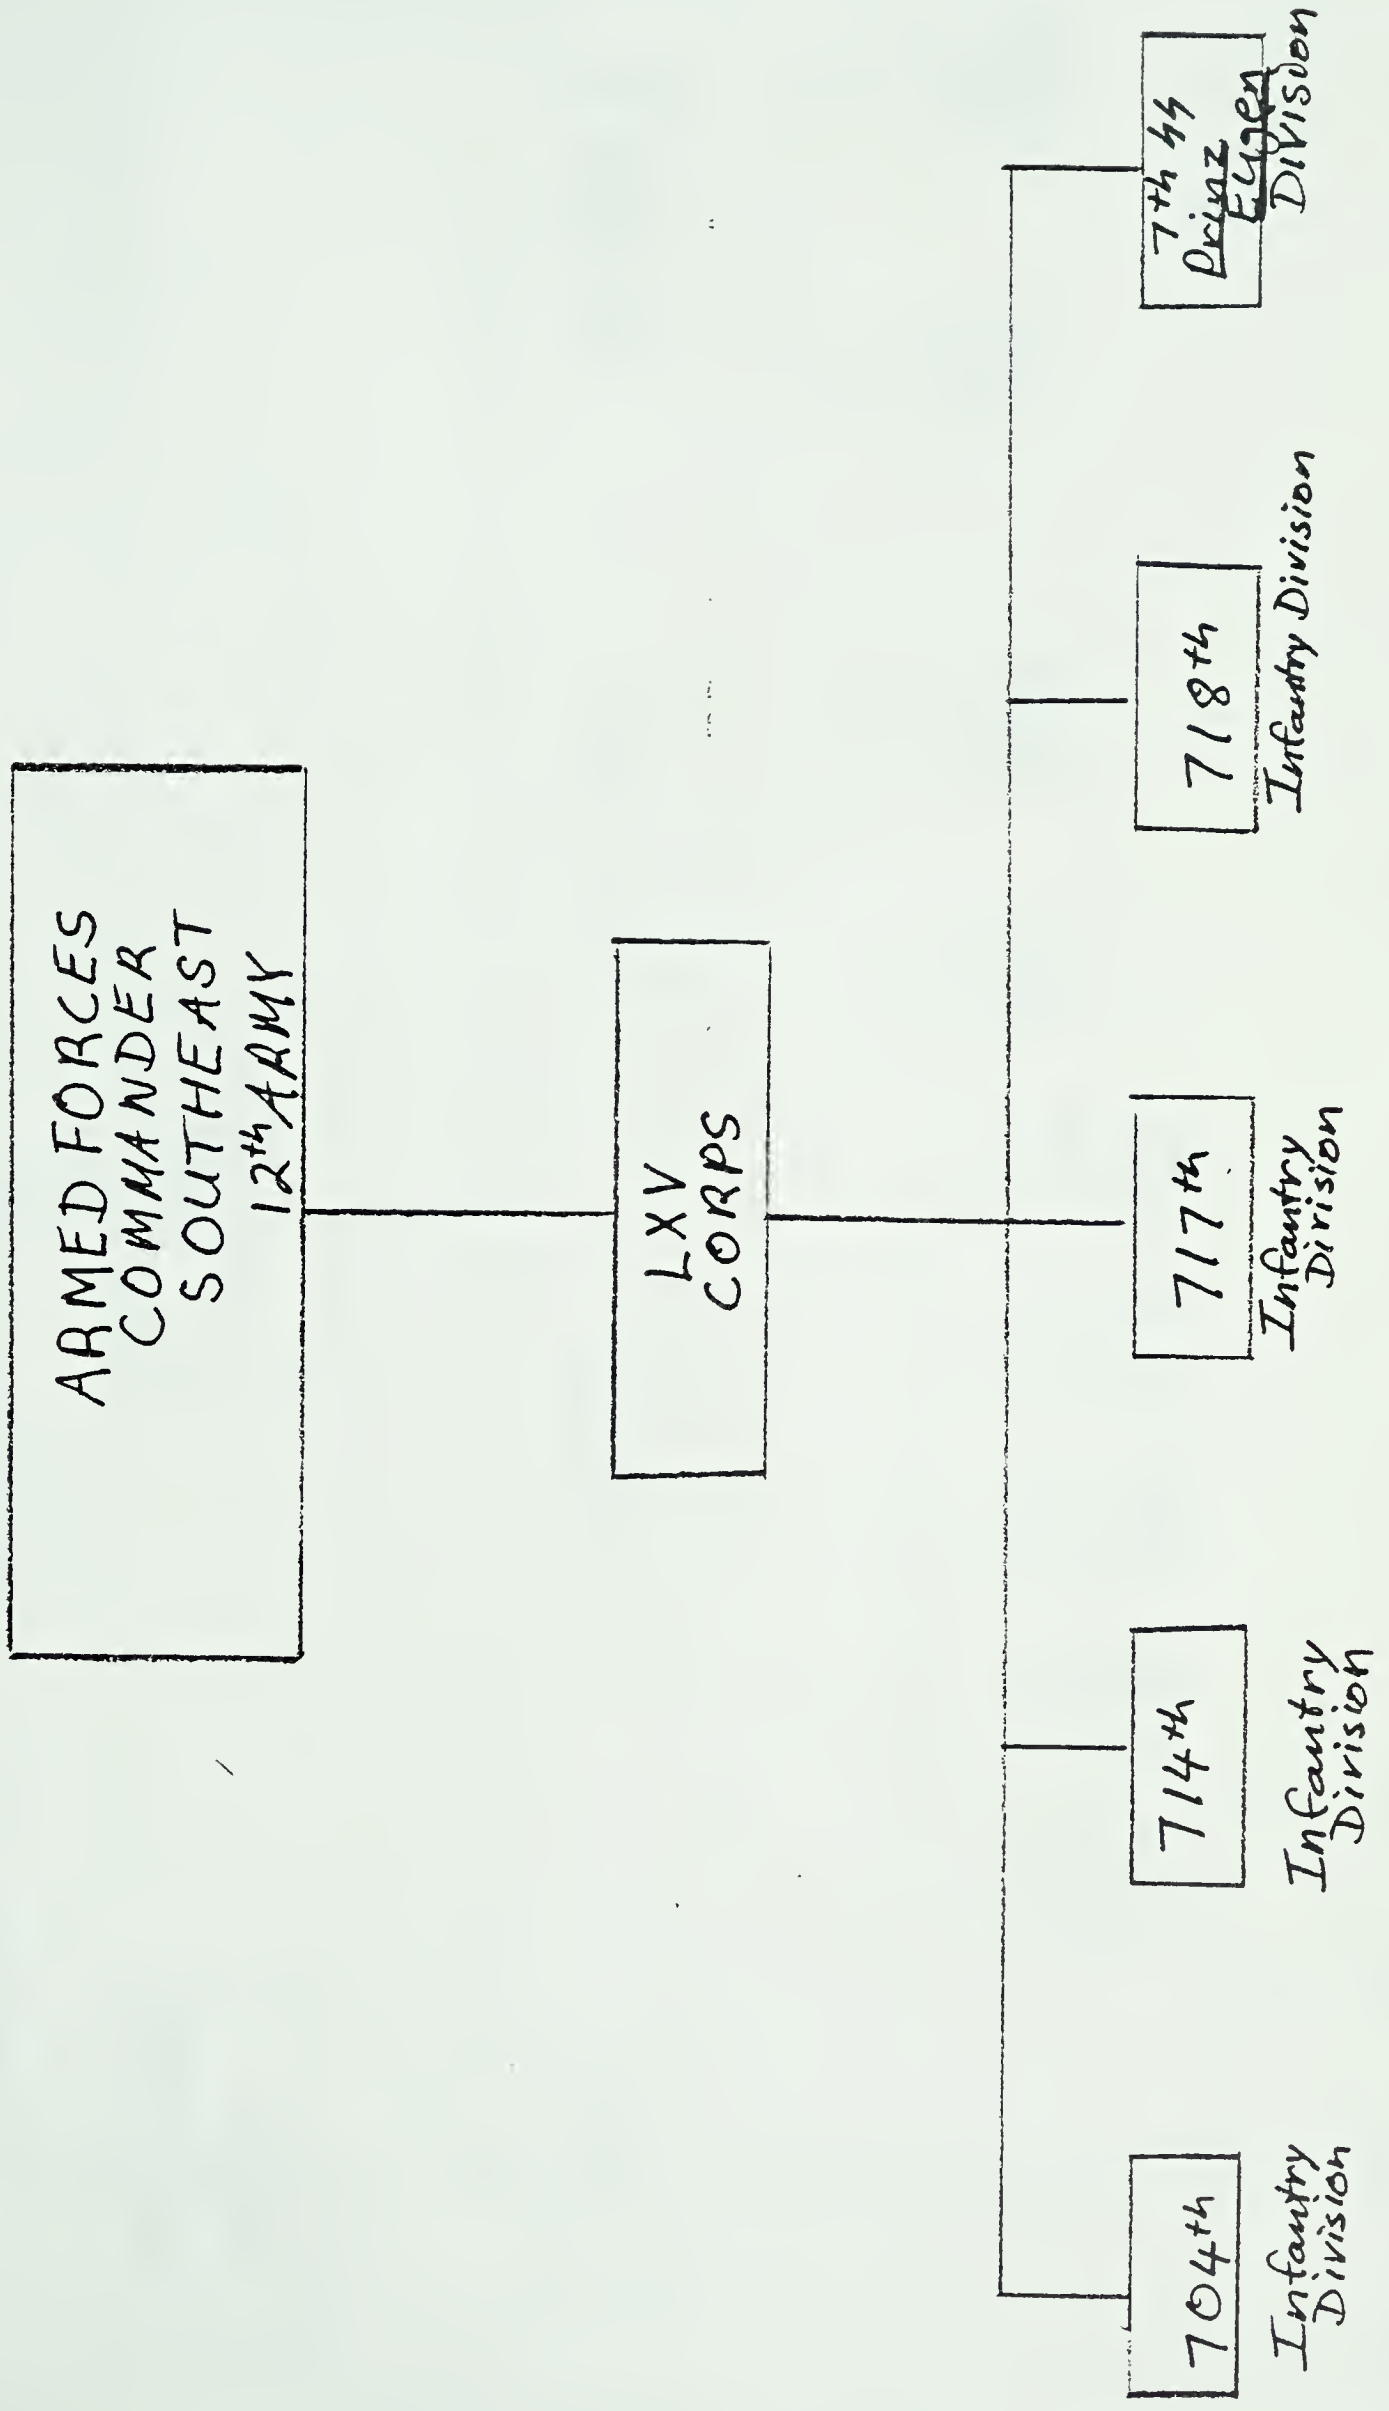 ARMED FORCES
COMMANDER
SOUTHEAST
12th ARMY
LXV
CORPS
704th
Infantry
Division
714th
Infantry
Division
717th
Infantry
Division
718th
Infantry Division
7th SS
Prinz
Eugen
DIVISION